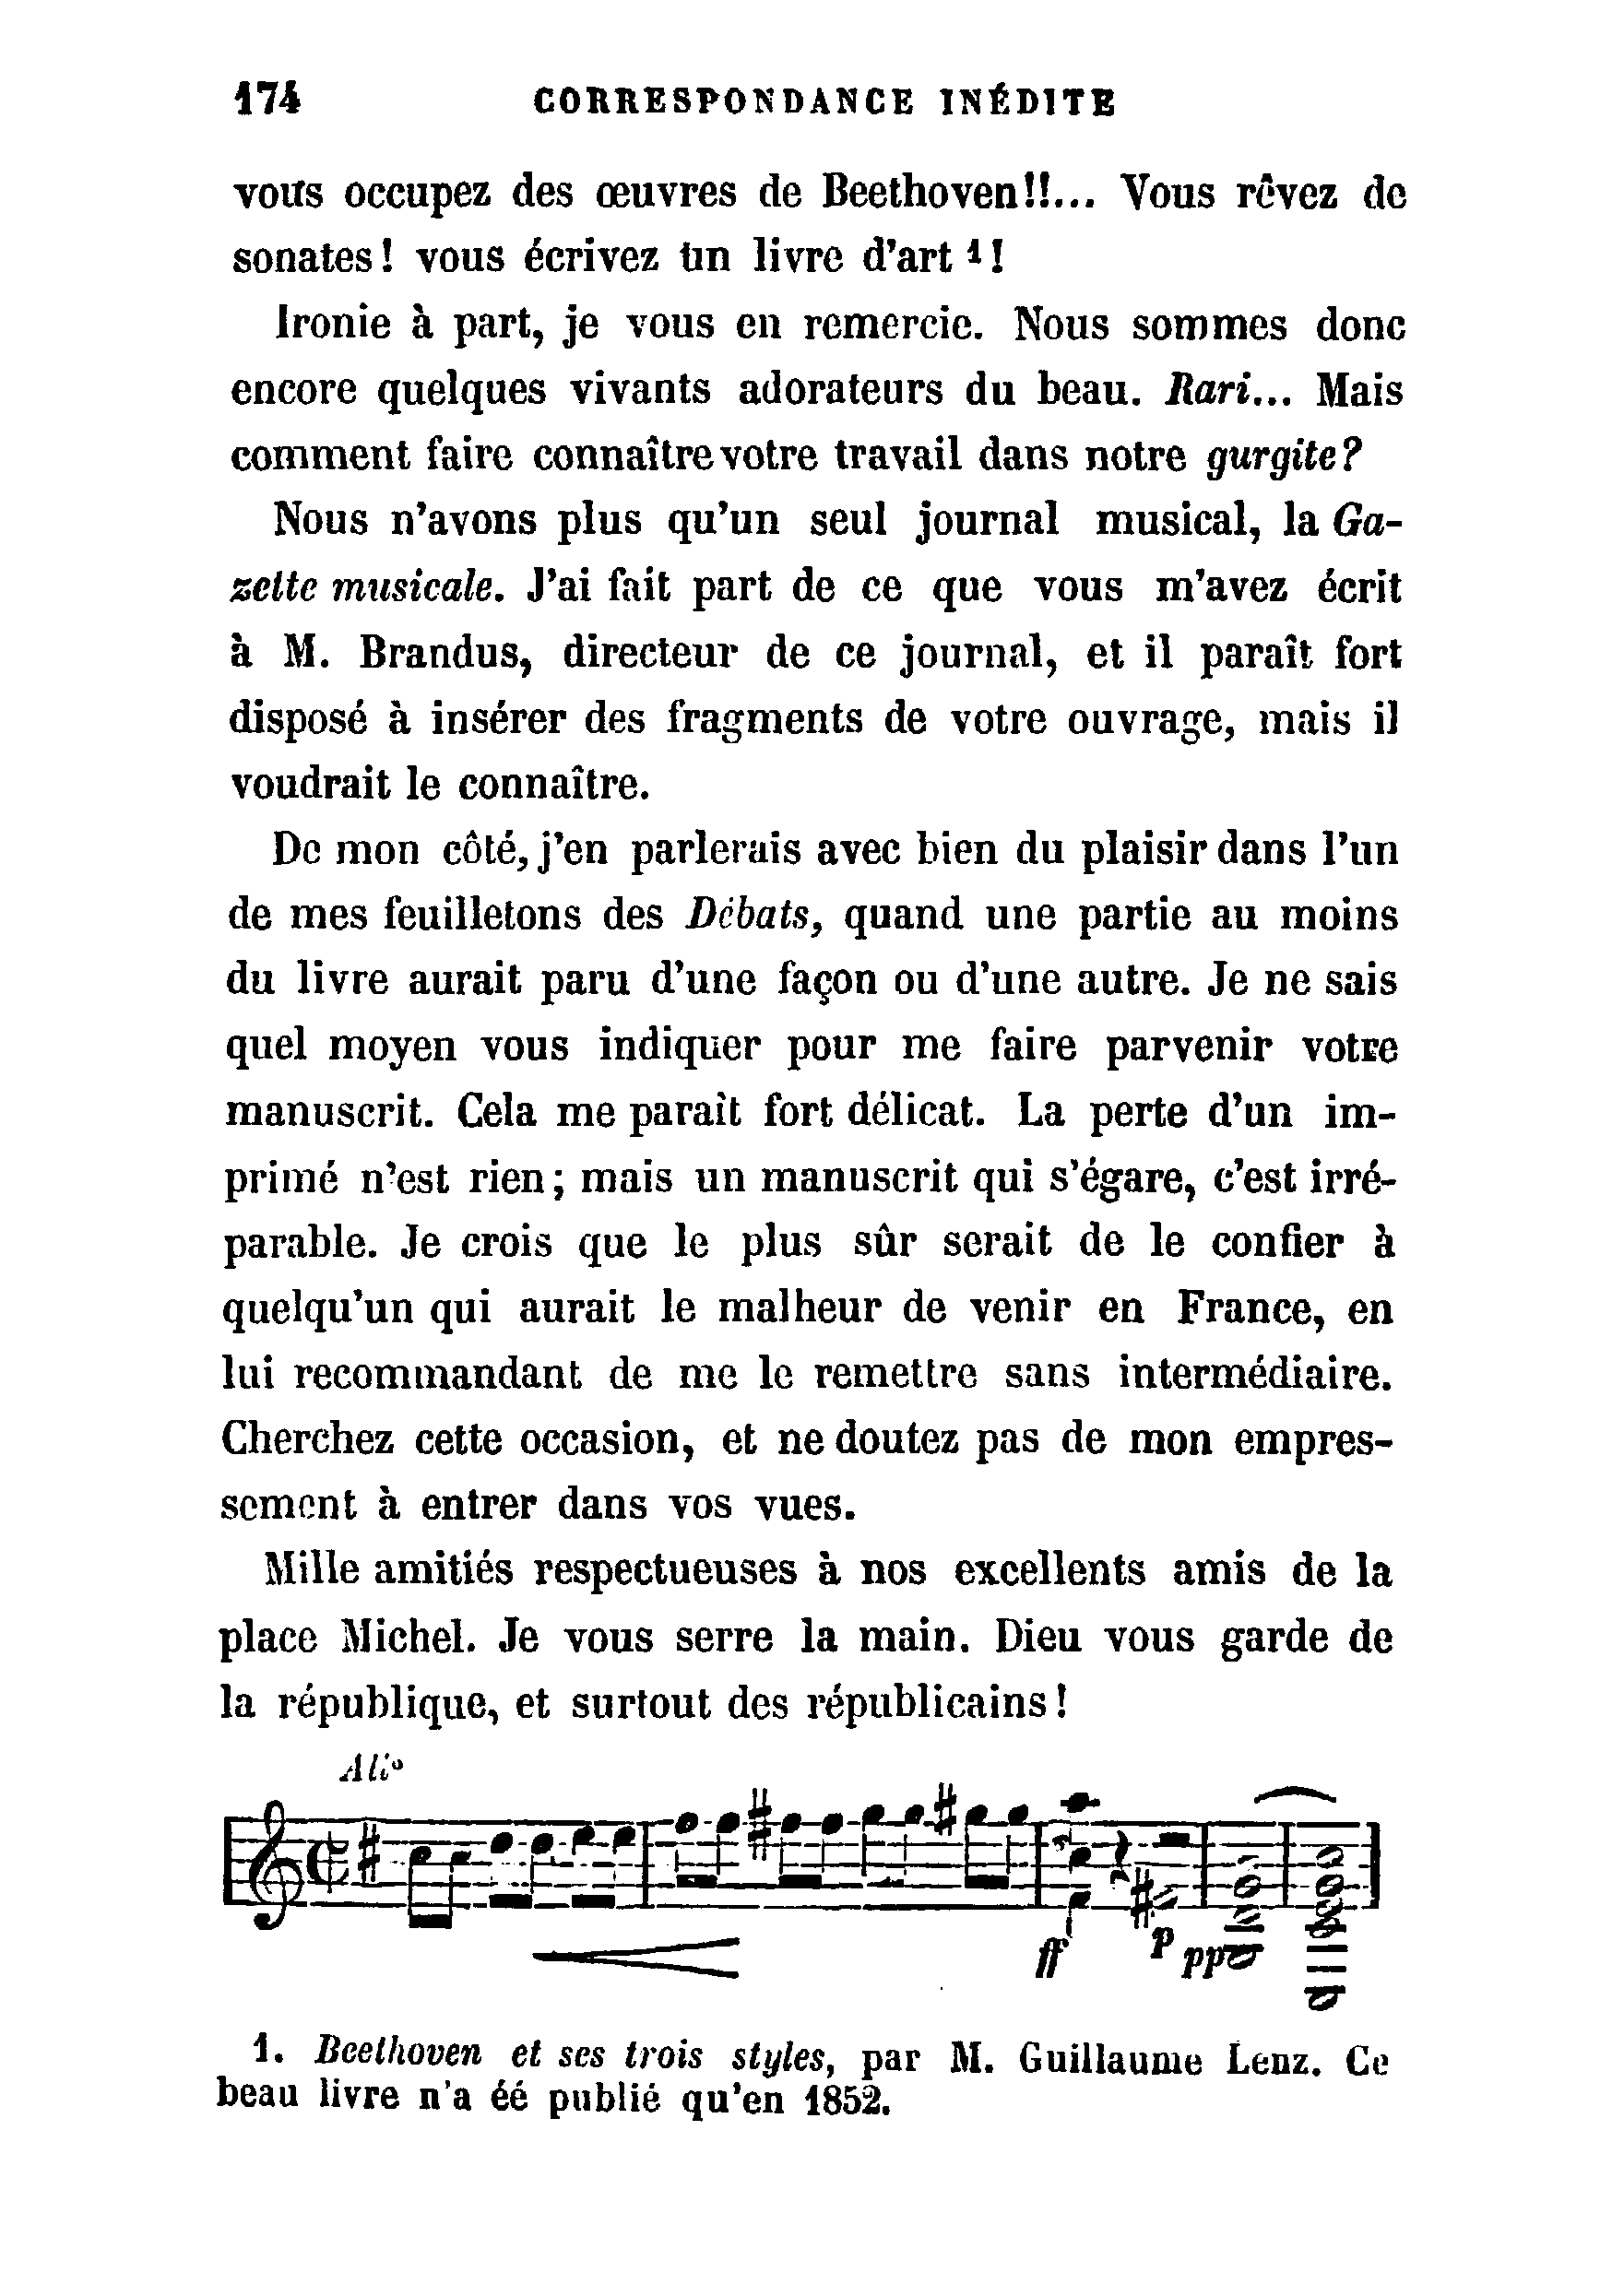 174 CORRESPONDANCE INÉDITE
vous occupez des œuvres de Beethoven!!... Vous rêvez de
sonates! vous écrivez un livre d'art 1!
Ironie à part, je vous en remercie. Nous sommes donc
encore quelques vivants adorateurs du beau. Rari... Mais
comment faire connaître votre travail dans notre gurgite?
Nous n'avons plus qu'un seul journal musical, la Ga-
zette musicale. J'ai fait part de ce que vous m'avez écrit
à M. Brandus, directeur de ce journal, et il paraît fort
disposé à insérer des fragments de votre ouvrage, mais il
voudrait le connaître.
De mon côté, j'en parlerais avec bien du plaisir dans l'un
de mes feuilletons des Débats, quand une partie au moins
du livre aurait paru d'une façon ou d'une autre. Je ne sais
quel moyen vous indiquer pour me faire parvenir votre
manuscrit. Cela me paraît fort délicat. La perte d'un im-
primé n'est rien; mais un manuscrit qui s'égare, c'est irré-
parable. Je crois que le plus sûr serait de le confier à
quelqu'un qui aurait le malheur de venir en France, en
lui recommandant de me le remettre sans intermédiaire.
Cherchez cette occasion, et ne doutez pas de mon empres-
sement à entrer dans vos vues.
Mille amitiés respectueuses à nos excellents amis de la
place Michel. Je vous serre la main. Dieu vous garde de
la république, et surtout des républicains!
Allo
ff p pp
1. Beethoven et ses trois styles, par M. Guillaume Lenz. Ce
beau livre n'a éé publié qu'en 1852.